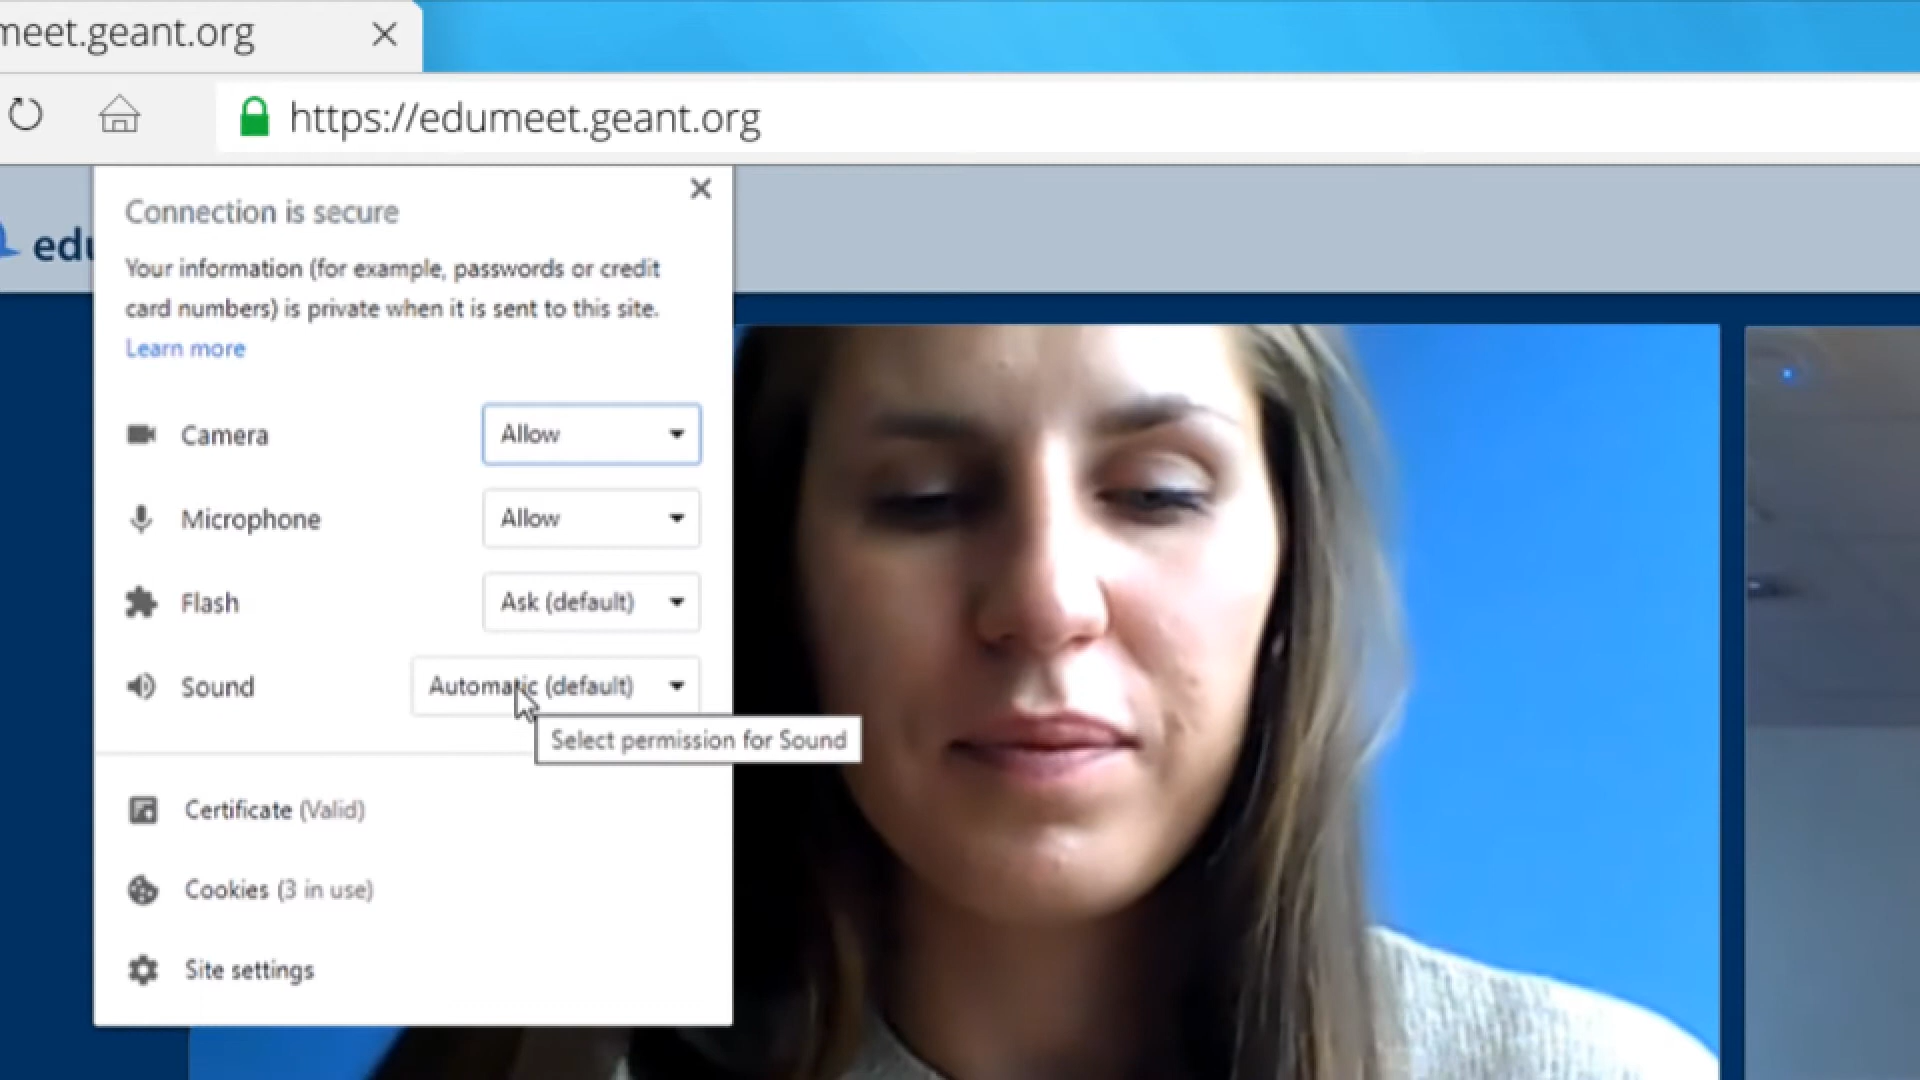 meet.geant.org
https://edumeet.geant.org
Connection is secure
Your information (for example, passwords or credit
card numbers) is private when it is sent to this site.
Learn more
edu
Camera
Allow
Microphone
Allow
Flash
Ask (default)
Sound
Automatic (default)
Select permission for Sound
Certificate (Valid)
Cookies (3 in use)
Site settings